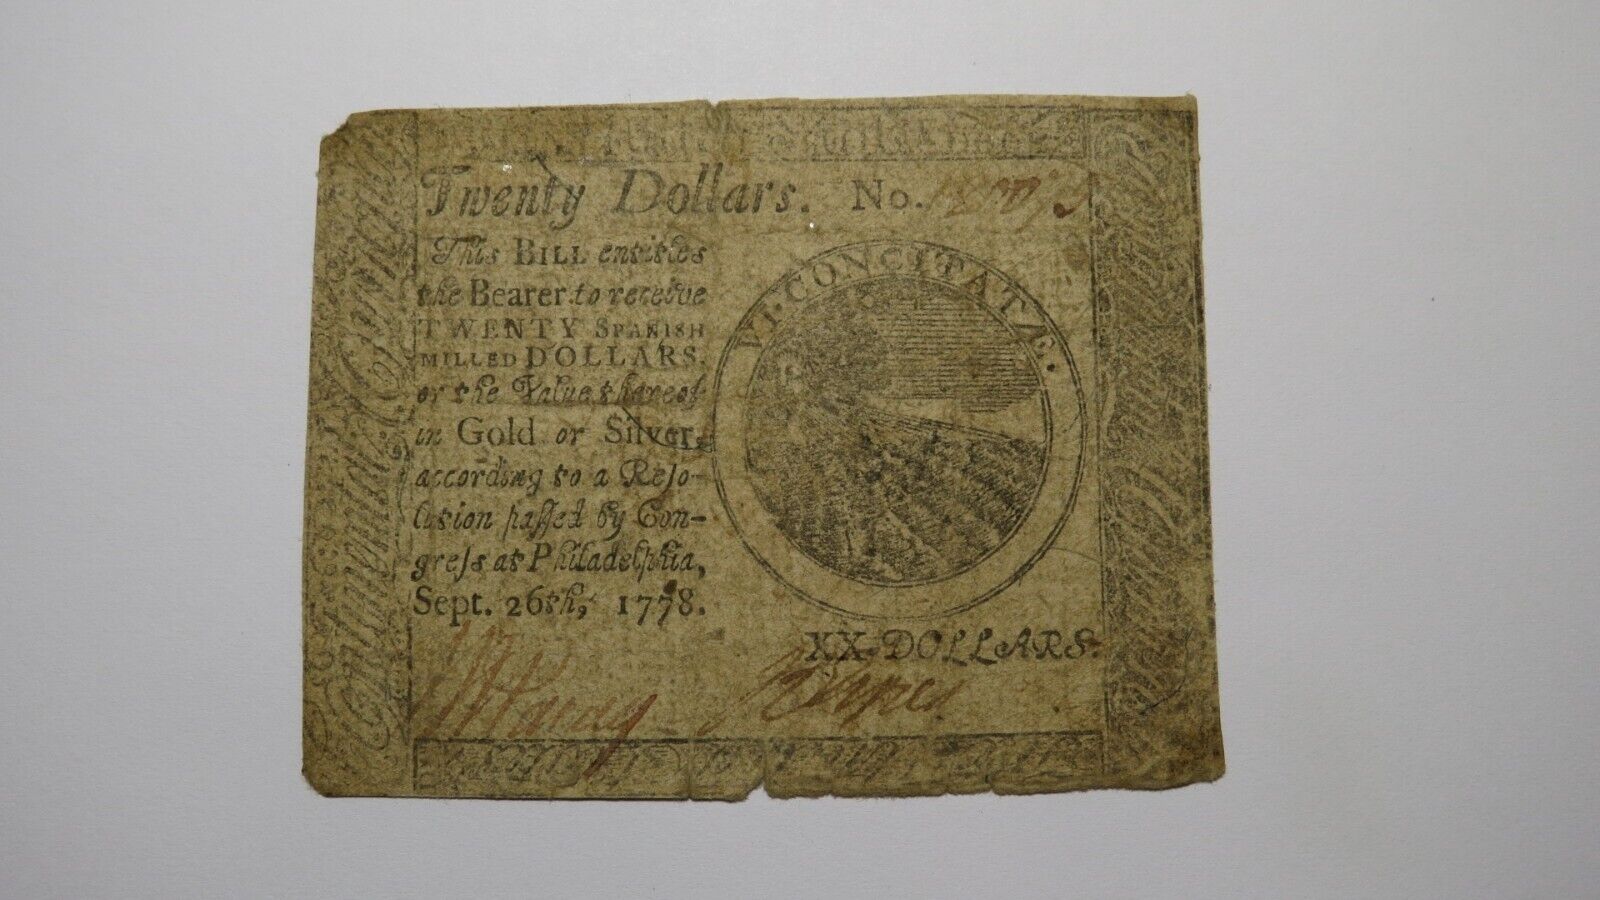 Twenty Dollars. No.
This BILL entitles
the Bearer to receive
TWENTY SPANISH
MILLED DOLLARS,
or the Value thereof
in Gold or Silver,
according to a Reso-
lution passed by Con-
gress at Philadelphia,
Sept. 26th, 1778.
VI·CONCITATÆ.
XX DOLLARS.
Continental Currency